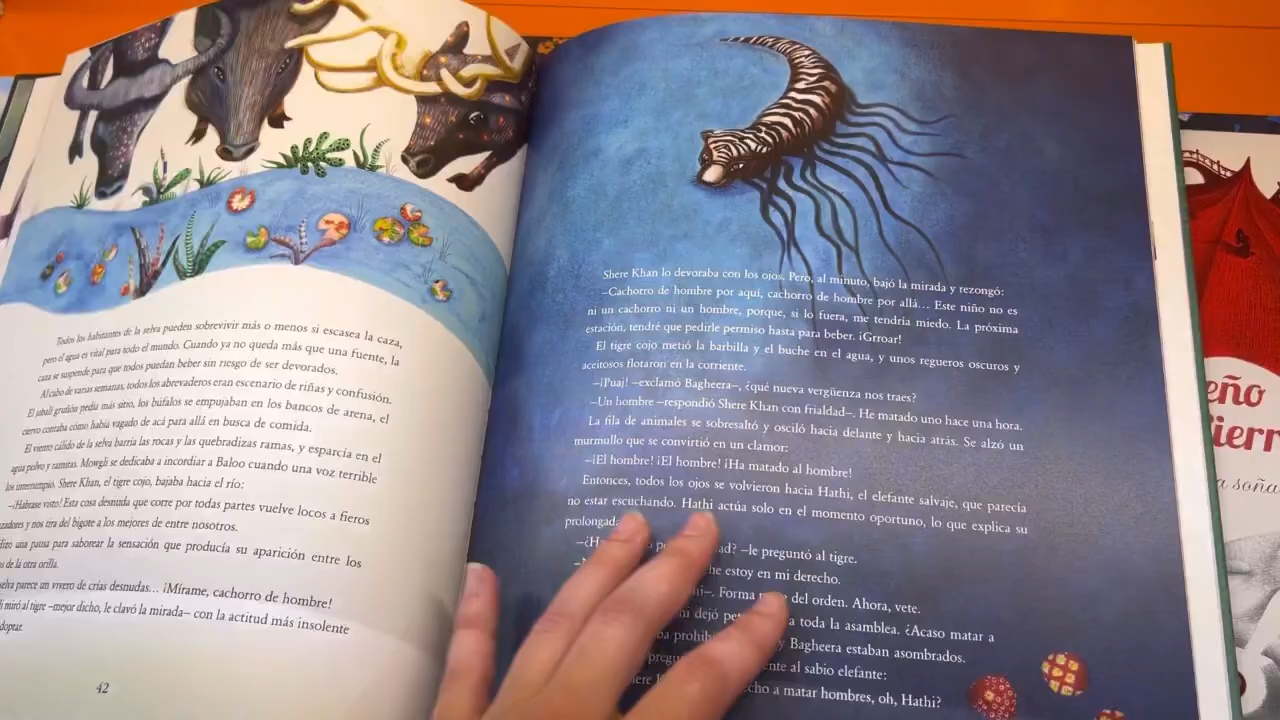 Todos los habitantes de la selva pueden sobrevivir más o menos si escasea la caza,
pero el agua es vital para todo el mundo. Cuando ya no queda más que una fuente, la
caza se suspende para que todos puedan beber sin riesgo de ser devorados.
Al cabo de varias semanas, todos los abrevaderos eran escenario de riñas y confusión.
El jabalí gruñón pedía más sitio, los búfalos se empujaban en los bancos de arena, el
ciervo contaba cómo había vagado de acá para allá en busca de comida.
El viento cálido de la selva barría las rocas y las quebradizas ramas, y esparcía en el
agua polvo y ramitas. Mowgli se dedicaba a incordiar a Baloo cuando una voz terrible
los interrumpió. Shere Khan, el tigre cojo, bajaba hacia el río:
–¡Habrase visto! Esta cosa desnuda que corre por todas partes vuelve locos a fieros
cazadores y nos tira del bigote a los mejores de entre nosotros.
Hizo una pausa para saborear la sensación que producía su aparición entre los
de la otra orilla.
selva parece un vivero de crías desnudas... ¡Mírame, cachorro de hombre!
miró al tigre –mejor dicho, le clavó la mirada– con la actitud más insolente
adoptar.
42
Shere Khan lo devoraba con los ojos. Pero, al minuto, bajó la mirada y rezongó:
–Cachorro de hombre por aquí, cachorro de hombre por allá... Este niño no es
ni un cachorro ni un hombre, porque, si lo fuera, me tendría miedo. La próxima
estación, tendré que pedirle permiso hasta para beber. ¡Grroar!
El tigre cojo metió la barbilla y el buche en el agua, y unos regueros oscuros y
aceitosos flotaron en la corriente.
–¡Puaj! –exclamó Bagheera–, ¿qué nueva vergüenza nos traes?
–Un hombre –respondió Shere Khan con frialdad–. He matado uno hace una hora.
La fila de animales se sobresaltó y osciló hacia delante y hacia atrás. Se alzó un
murmullo que se convirtió en un clamor:
–¡El hombre! ¡El hombre! ¡Ha matado al hombre!
Entonces, todos los ojos se volvieron hacia Hathi, el elefante salvaje, que parecía
no estar escuchando. Hathi actúa solo en el momento oportuno, lo que explica su
prolongada
–le preguntó al tigre.
estoy en mi derecho.
Forma del orden. Ahora, vete.
dejó a toda la asamblea. ¿Acaso matar a
y Bagheera estaban asombrados.
al sabio elefante:
a matar hombres, oh, Hathi?